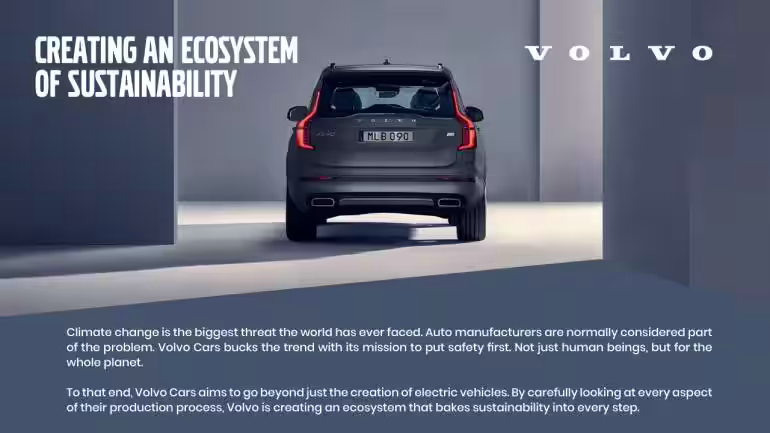 CREATING AN ECOSYSTEM
OF SUSTAINABILITY
VOLVO
VOLVO
MLB 090
Climate change is the biggest threat the world has ever faced. Auto manufacturers are normally considered part
of the problem. Volvo Cars bucks the trend with its mission to put safety first. Not just human beings, but for the
whole planet.
To that end, Volvo Cars aims to go beyond just the creation of electric vehicles. By carefully looking at every aspect
of their production process, Volvo is creating an ecosystem that bakes sustainability into every step.